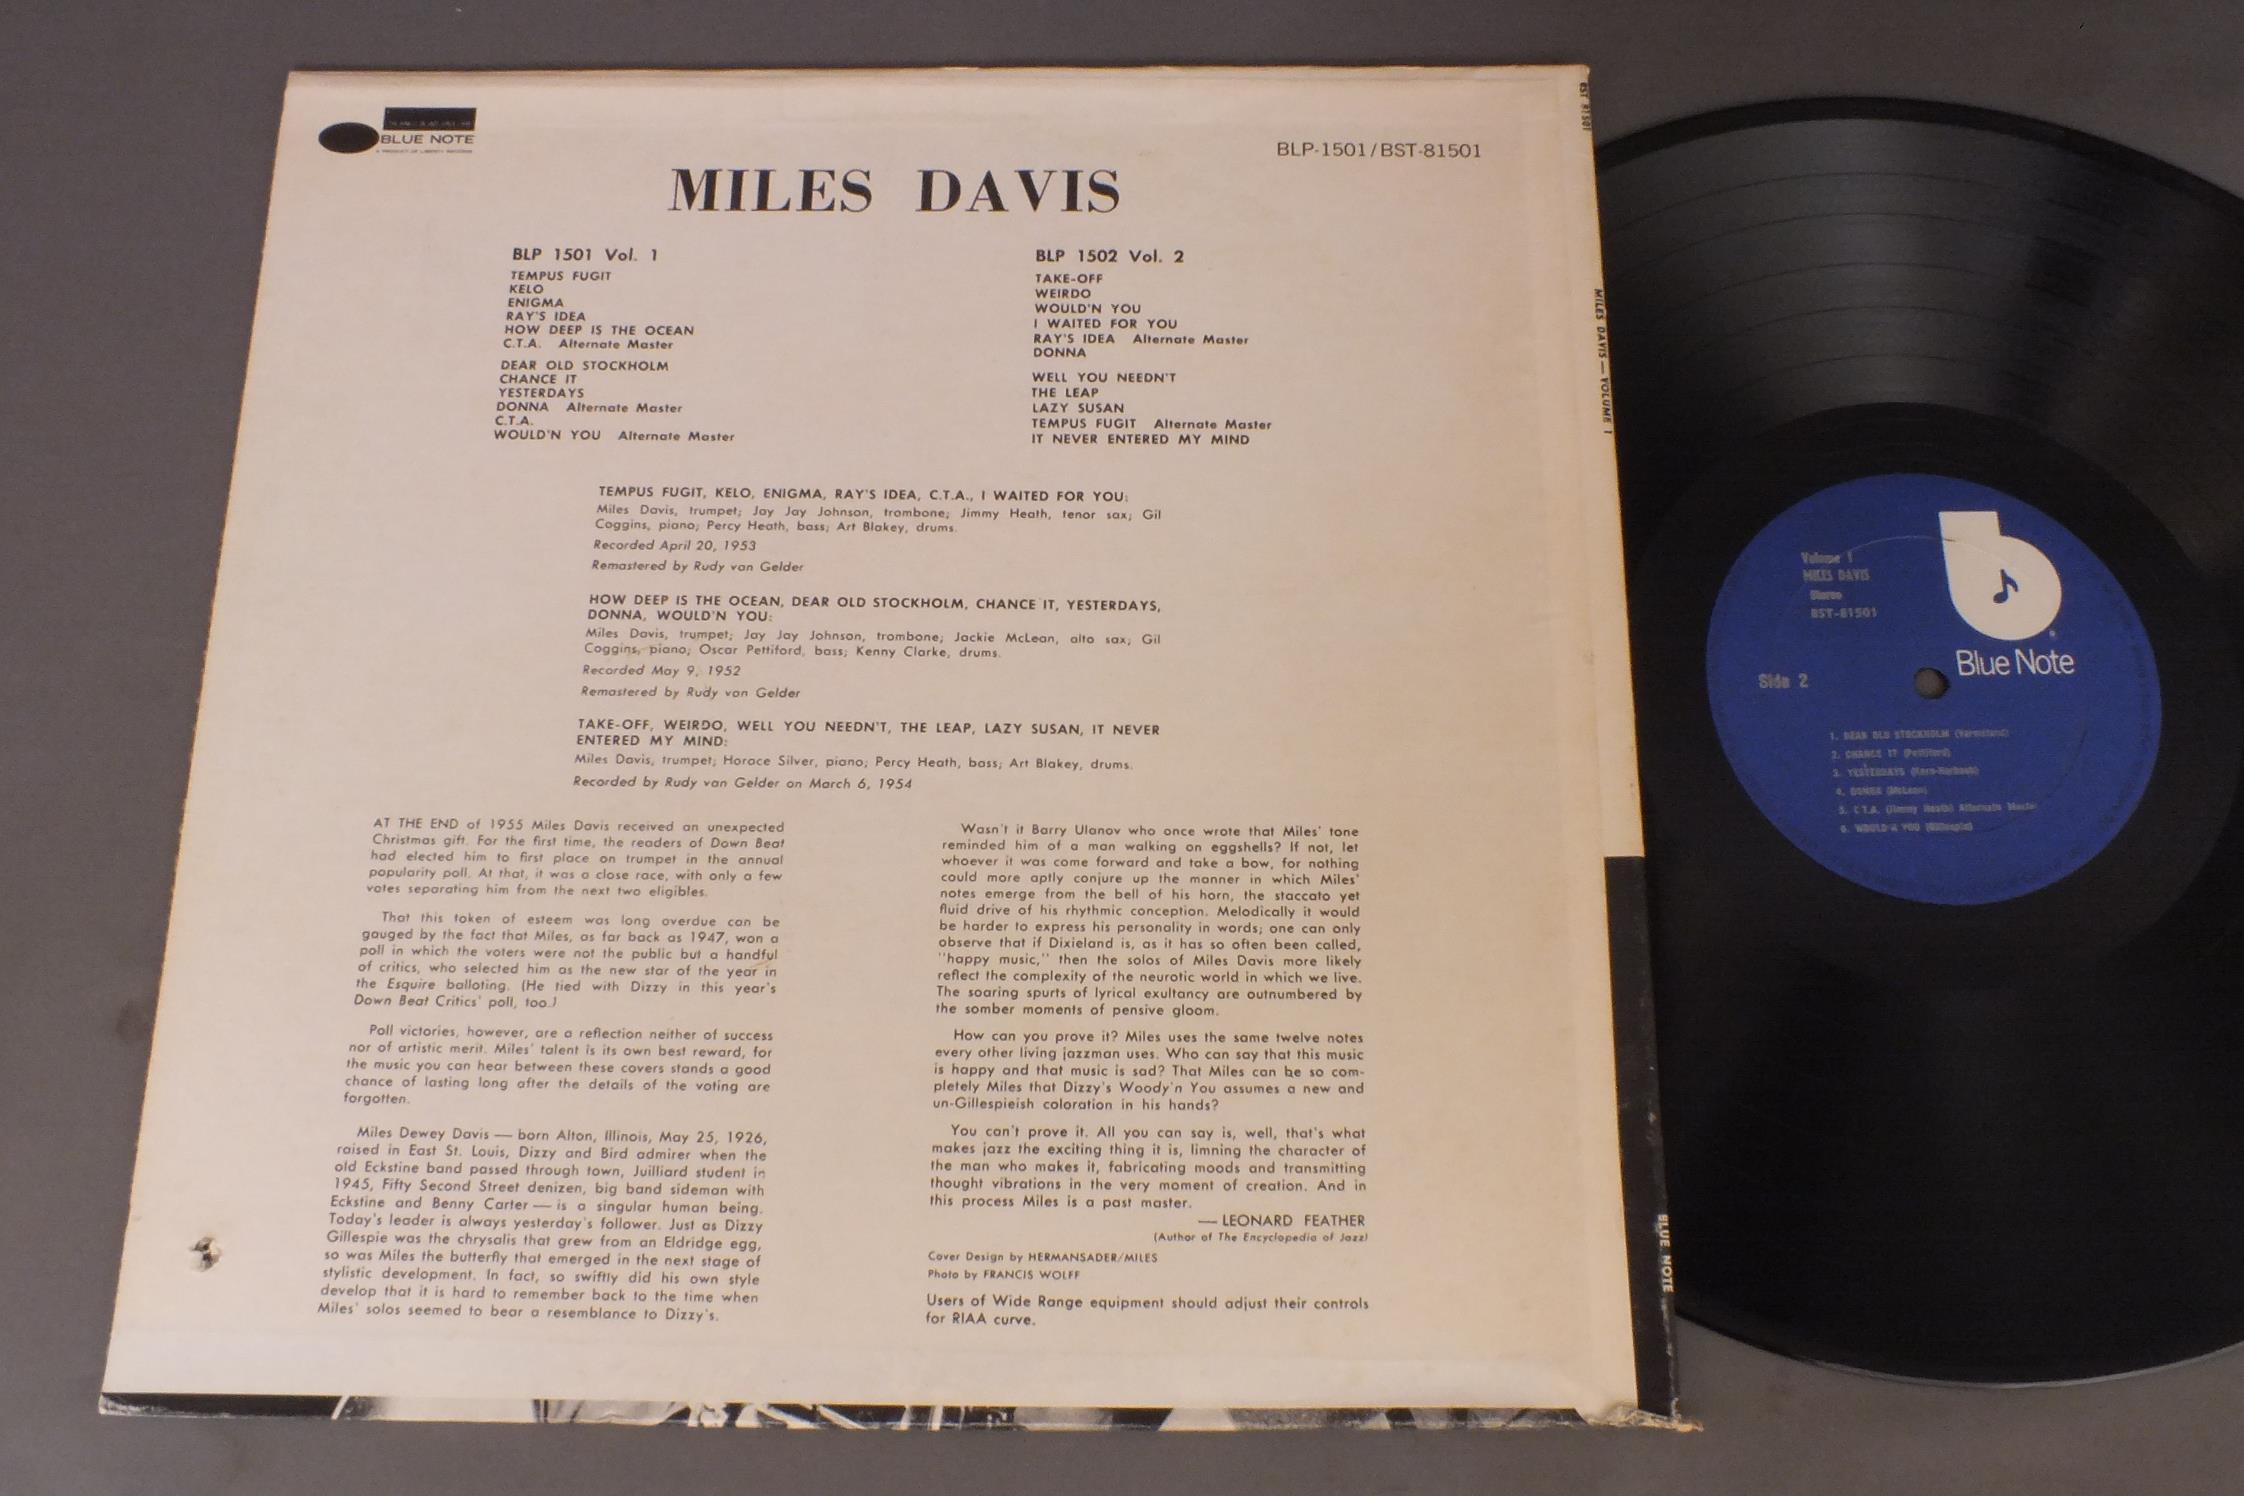 BLUE NOTE
A PRODUCT OF LIBERTY RECORDS
BLP-1501/BST-81501
MILES DAVIS
BLP 1501 Vol. 1
TEMPUS FUGIT
KELO
ENIGMA
RAY'S IDEA
HOW DEEP IS THE OCEAN
C.T.A. Alternate Master
DEAR OLD STOCKHOLM
CHANCE IT
YESTERDAYS
DONNA Alternate Master
C.T.A.
WOULD'N YOU Alternate Master
BLP 1502 Vol. 2
TAKE-OFF
WEIRDO
WOULD'N YOU
I WAITED FOR YOU
RAY'S IDEA Alternate Master
DONNA
WELL YOU NEEDN'T
THE LEAP
LAZY SUSAN
TEMPUS FUGIT Alternate Master
IT NEVER ENTERED MY MIND
TEMPUS FUGIT, KELO, ENIGMA, RAY'S IDEA, C.T.A., I WAITED FOR YOU:
Miles Davis, trumpet; Jay Jay Johnson, trombone; Jimmy Heath, tenor sax; Gil
Coggins, piano; Percy Heath, bass; Art Blakey, drums.
Recorded April 20, 1953
Remastered by Rudy van Gelder
HOW DEEP IS THE OCEAN, DEAR OLD STOCKHOLM, CHANCE IT, YESTERDAYS,
DONNA, WOULD'N YOU:
Miles Davis, trumpet; Jay Jay Johnson, trombone; Jackie McLean, alto sax; Gil
Coggins, piano; Oscar Pettiford, bass; Kenny Clarke, drums.
Recorded May 9, 1952
Remastered by Rudy van Gelder
TAKE-OFF, WEIRDO, WELL YOU NEEDN'T, THE LEAP, LAZY SUSAN, IT NEVER
ENTERED MY MIND:
Miles Davis, trumpet; Horace Silver, piano; Percy Heath, bass; Art Blakey, drums.
Recorded by Rudy van Gelder on March 6, 1954
AT THE END of 1955 Miles Davis received an unexpected
Christmas gift. For the first time, the readers of Down Beat
had elected him to first place on trumpet in the annual
popularity poll. At that, it was a close race, with only a few
votes separating him from the next two eligibles.
That this token of esteem was long overdue can be
gauged by the fact that Miles, as far back as 1947, won a
poll in which the voters were not the public but a handful
of critics, who selected him as the new star of the year in
the Esquire balloting. (He tied with Dizzy in this year's
Down Beat Critics' poll, too.)
Poll victories, however, are a reflection neither of success
nor of artistic merit. Miles' talent is its own best reward, for
the music you can hear between these covers stands a good
chance of lasting long after the details of the voting are
forgotten.
Miles Dewey Davis — born Alton, Illinois, May 25, 1926,
raised in East St. Louis, Dizzy and Bird admirer when the
old Eckstine band passed through town, Juilliard student in
1945, Fifty Second Street denizen, big band sideman with
Eckstine and Benny Carter — is a singular human being.
Today's leader is always yesterday's follower. Just as Dizzy
Gillespie was the chrysalis that grew from an Eldridge egg,
so was Miles the butterfly that emerged in the next stage of
stylistic development. In fact, so swiftly did his own style
develop that it is hard to remember back to the time when
Miles' solos seemed to bear a resemblance to Dizzy's.
Wasn't it Barry Ulanov who once wrote that Miles' tone
reminded him of a man walking on eggshells? If not, let
whoever it was come forward and take a bow, for nothing
could more aptly conjure up the manner in which Miles'
notes emerge from the bell of his horn, the staccato yet
fluid drive of his rhythmic conception. Melodically it would
be harder to express his personality in words; one can only
observe that if Dixieland is, as it has so often been called,
"happy music," then the solos of Miles Davis more likely
reflect the complexity of the neurotic world in which we live.
The soaring spurts of lyrical exultancy are outnumbered by
the somber moments of pensive gloom.
How can you prove it? Miles uses the same twelve notes
every other living jazzman uses. Who can say that this music
is happy and that music is sad? That Miles can be so com-
pletely Miles that Dizzy's Woody'n You assumes a new and
un-Gillespieish coloration in his hands?
You can't prove it. All you can say is, well, that's what
makes jazz the exciting thing it is, limning the character of
the man who makes it, fabricating moods and transmitting
thought vibrations in the very moment of creation. And in
this process Miles is a past master.
— LEONARD FEATHER
(Author of The Encyclopedia of Jazz)
Cover Design by HERMANSADER/MILES
Photo by FRANCIS WOLFF
Users of Wide Range equipment should adjust their controls
for RIAA curve.
BST 81501
MILES DAVIS — VOLUME 1
BLUE NOTE
Volume 1
MILES DAVIS
Stereo
BST-81501
Blue Note
Side 2
1. DEAR OLD STOCKHOLM (Varmeland)
2. CHANCE IT (Pettiford)
3. YESTERDAYS (Kern-Harbach)
4. DONNA (McLean)
5. C.T.A. (Jimmy Heath) Alternate Master
6. WOULD'N YOU (Gillespie)